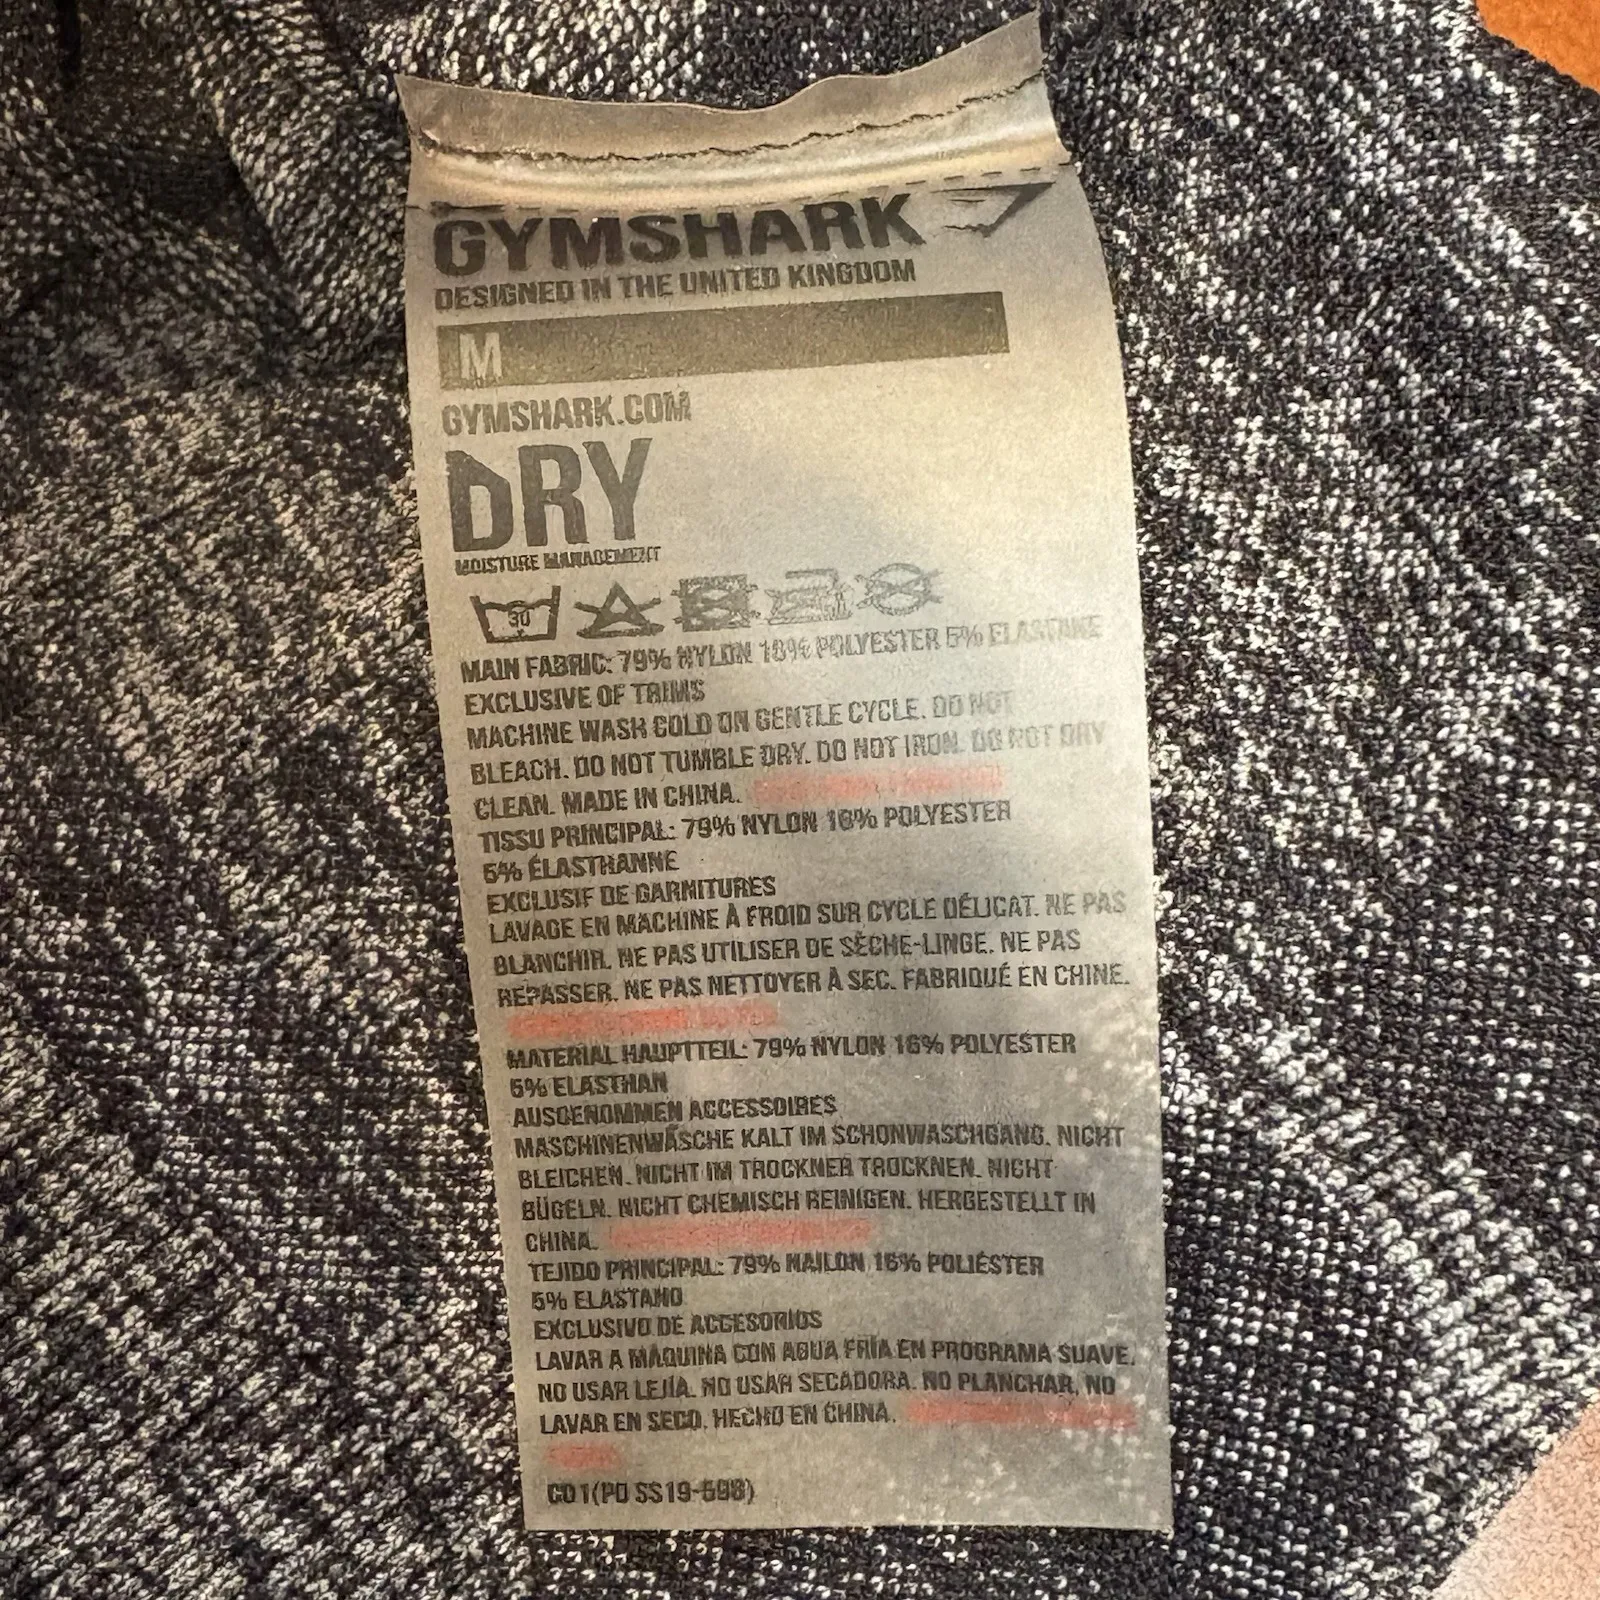 GYMSHARK
DESIGNED IN THE UNITED KINGDOM
M
GYMSHARK.COM
DRY
MOISTURE MANAGEMENT
30
MAIN FABRIC: 79% NYLON 16% POLYESTER 5% ELASTANE
EXCLUSIVE OF TRIMS
MACHINE WASH COLD ON GENTLE CYCLE. DO NOT
BLEACH. DO NOT TUMBLE DRY. DO NOT IRON. DO NOT DRY
CLEAN. MADE IN CHINA.
TISSU PRINCIPAL: 79% NYLON 16% POLYESTER
5% ÉLASTHANNE
EXCLUSIF DE GARNITURES
LAVAGE EN MACHINE À FROID SUR CYCLE DÉLICAT. NE PAS
BLANCHIR. NE PAS UTILISER DE SÈCHE-LINGE. NE PAS
REPASSER. NE PAS NETTOYER À SEC. FABRIQUÉ EN CHINE.
MATERIAL HAUPTTEIL: 79% NYLON 16% POLYESTER
5% ELASTHAN
AUSGENOMMEN ACCESSOIRES
MASCHINENWÄSCHE KALT IM SCHONWASCHGANG. NICHT
BLEICHEN. NICHT IM TROCKNER TROCKNEN. NICHT
BÜGELN. NICHT CHEMISCH REINIGEN. HERGESTELLT IN
CHINA.
TEJIDO PRINCIPAL: 79% NAILON 16% POLIÉSTER
5% ELASTANO
EXCLUSIVO DE ACCESORIOS
LAVAR A MÁQUINA CON AGUA FRÍA EN PROGRAMA SUAVE.
NO USAR LEJÍA. NO USAR SECADORA. NO PLANCHAR. NO
LAVAR EN SECO. HECHO EN CHINA.
C01(PO SS19-598)